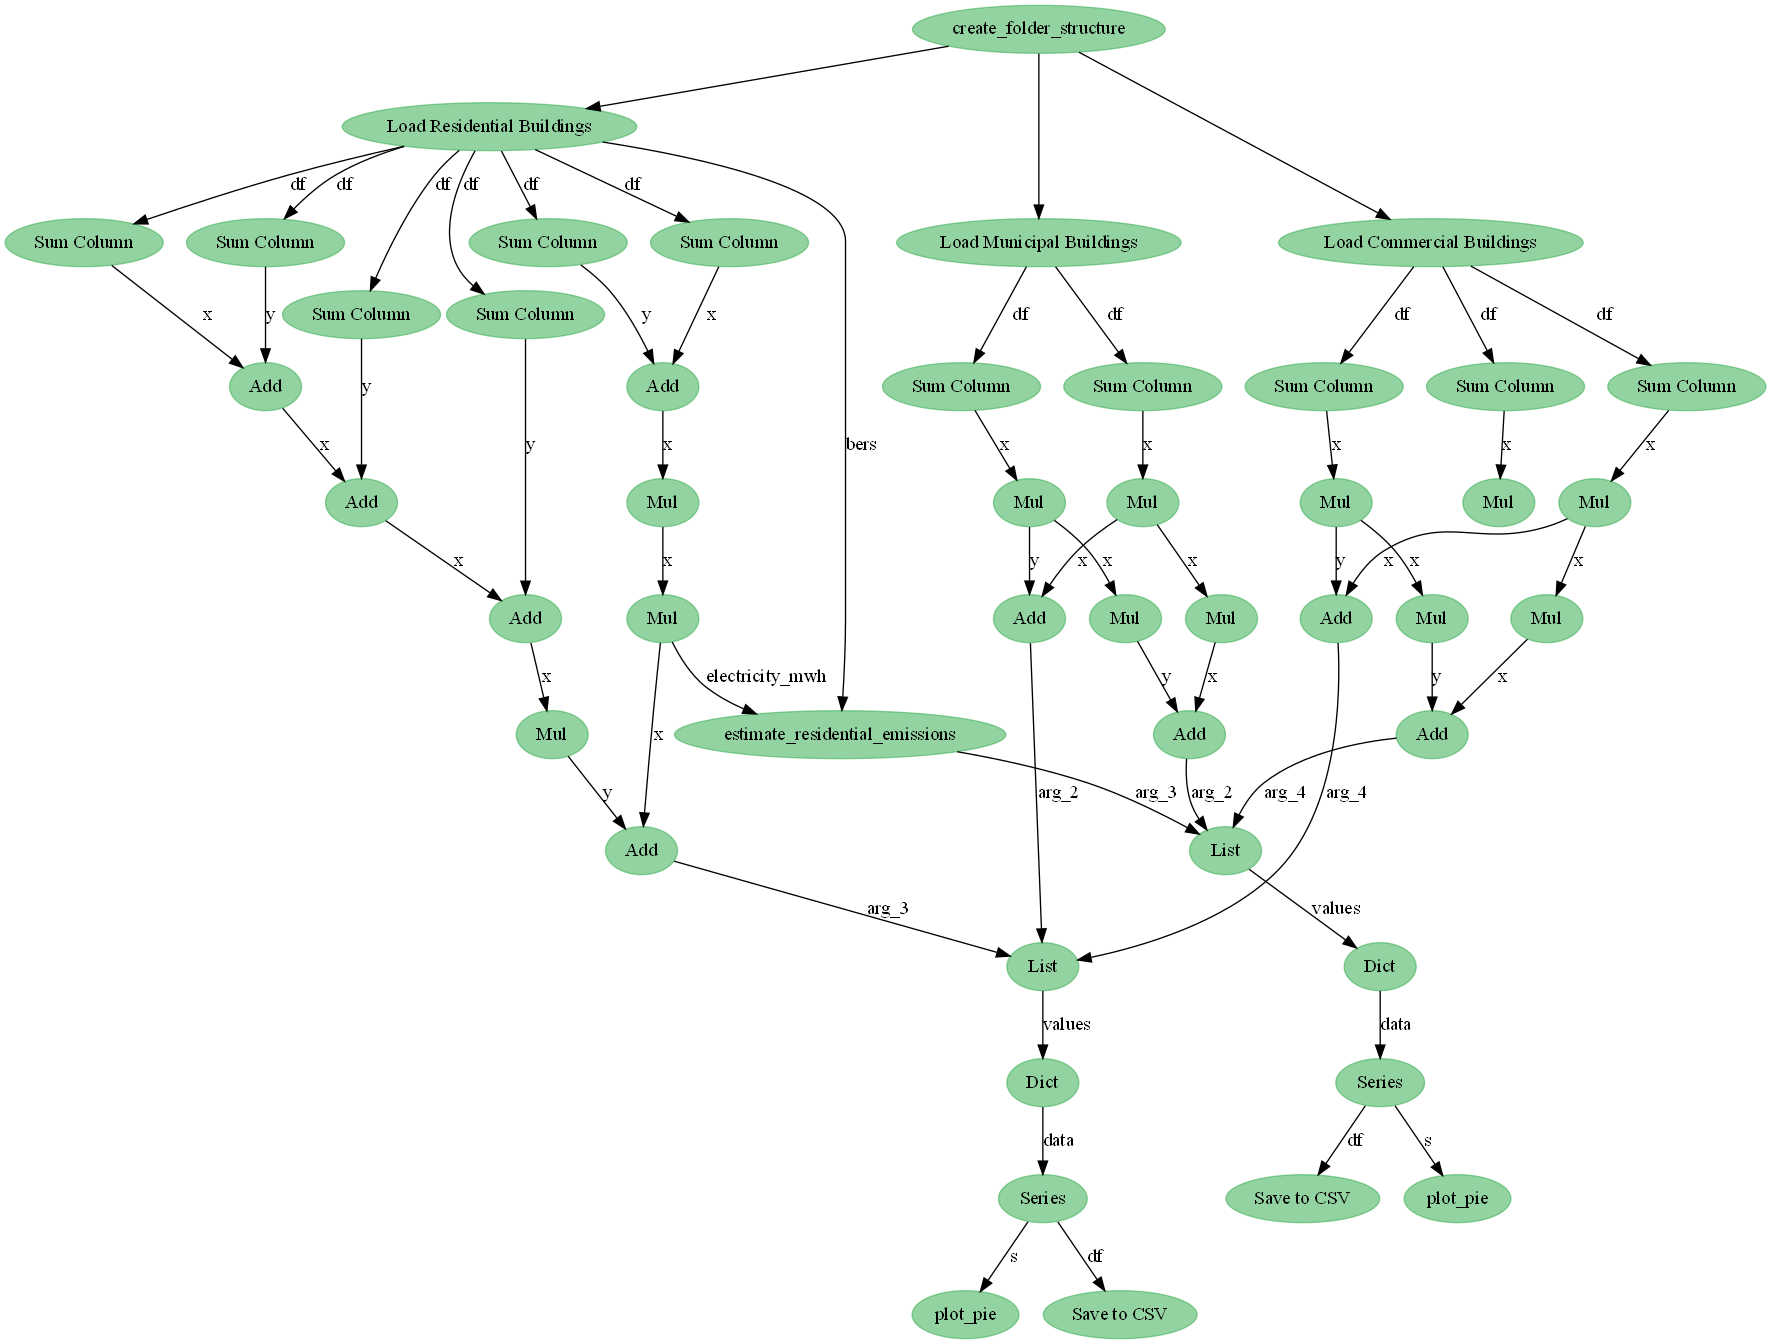 create_folder_structure
Load Residential Buildings
df
df
df
df
df
df
Sum Column
Sum Column
Sum Column
Sum Column
Load Municipal Buildings
Load Commercial Buildings
Sum Column
Sum Column
x
y
y
x
df
df
df
df
df
Add
Add
Sum Column
Sum Column
Sum Column
Sum Column
Sum Column
x
y
y
x
bers
x
x
x
x
x
Add
Mul
Mul
Mul
Mul
Mul
Mul
x
x
y
x
x
x
y
x
x
x
Add
Mul
Add
Mul
Mul
Add
Mul
Mul
x
electricity_mwh
y
x
y
x
Mul
x
estimate_residential_emissions
Add
Add
y
arg_2
arg_3
arg_2
arg_4
arg_4
Add
List
arg_3
values
List
Dict
values
data
Dict
Series
data
df
s
Series
Save to CSV
plot_pie
s
df
plot_pie
Save to CSV